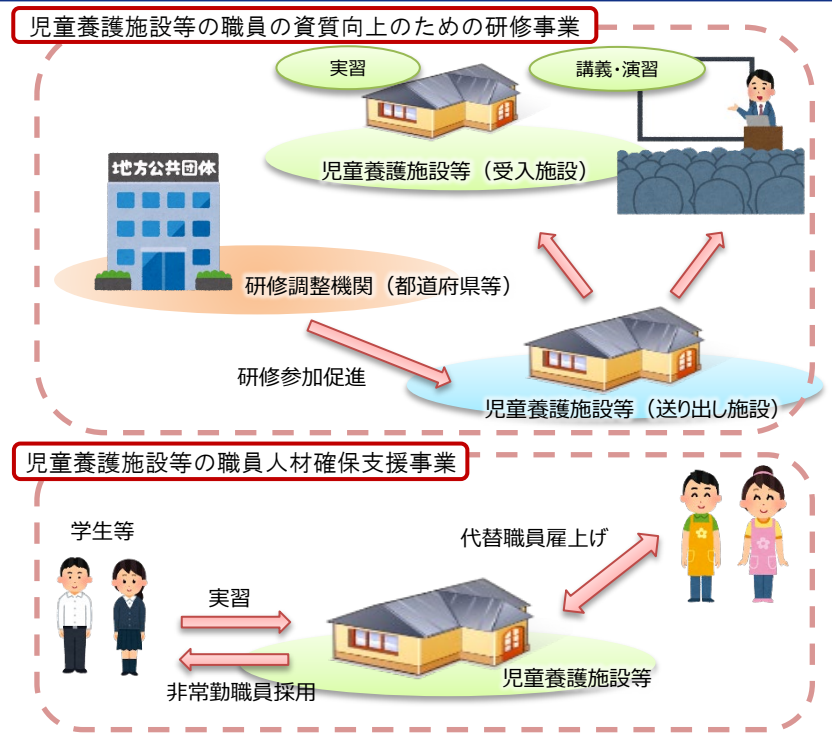 児童養護施設等の職員の資質向上のための研修事業
実習
講義・演習
児童養護施設等（受入施設）
地方公共団体
研修調整機関（都道府県等）
研修参加促進
児童養護施設等（送り出し施設）
児童養護施設等の職員人材確保支援事業
学生等
代替職員雇上げ
実習
児童養護施設等
非常勤職員採用